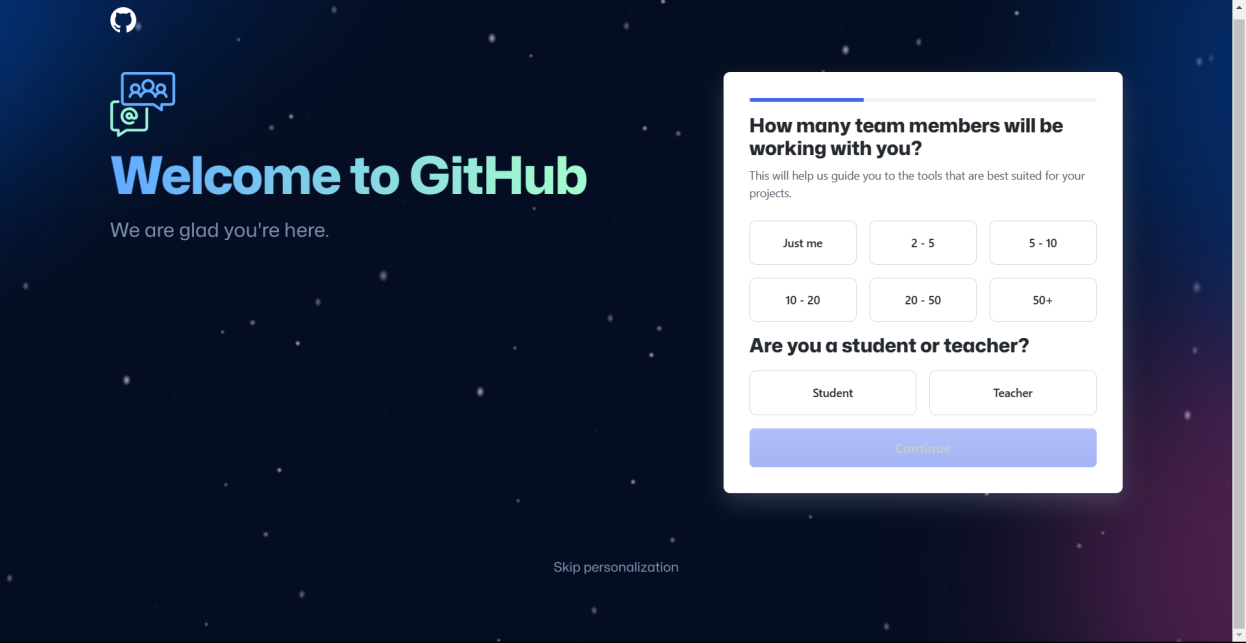 @
Welcome to GitHub
We are glad you're here.
How many team members will be
working with you?
This will help us guide you to the tools that are best suited for your
projects.
Just me
2 - 5
5 - 10
10 - 20
20 - 50
50+
Are you a student or teacher?
Student
Teacher
Continue
Skip personalization